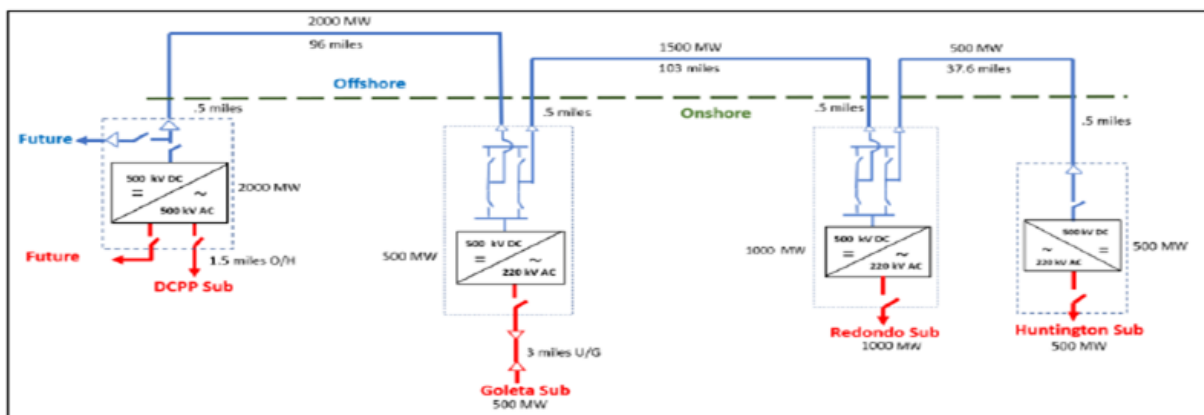 2000 MW
96 miles
1500 MW
103 miles
500 MW
37.6 miles
Offshore
Onshore
.5 miles
.5 miles
.5 miles
.5 miles
Future
500 kV DC
= ~
500 kV AC
2000 MW
Future
1.5 miles O/H
DCPP Sub
500 MW
500 kV DC
= ~
220 kV AC
3 miles U/G
Goleta Sub
500 MW
1000 MW
500 kV DC
= ~
220 kV AC
Redondo Sub
1000 MW
500 kV DC
~ =
220 kV AC
500 MW
Huntington Sub
500 MW